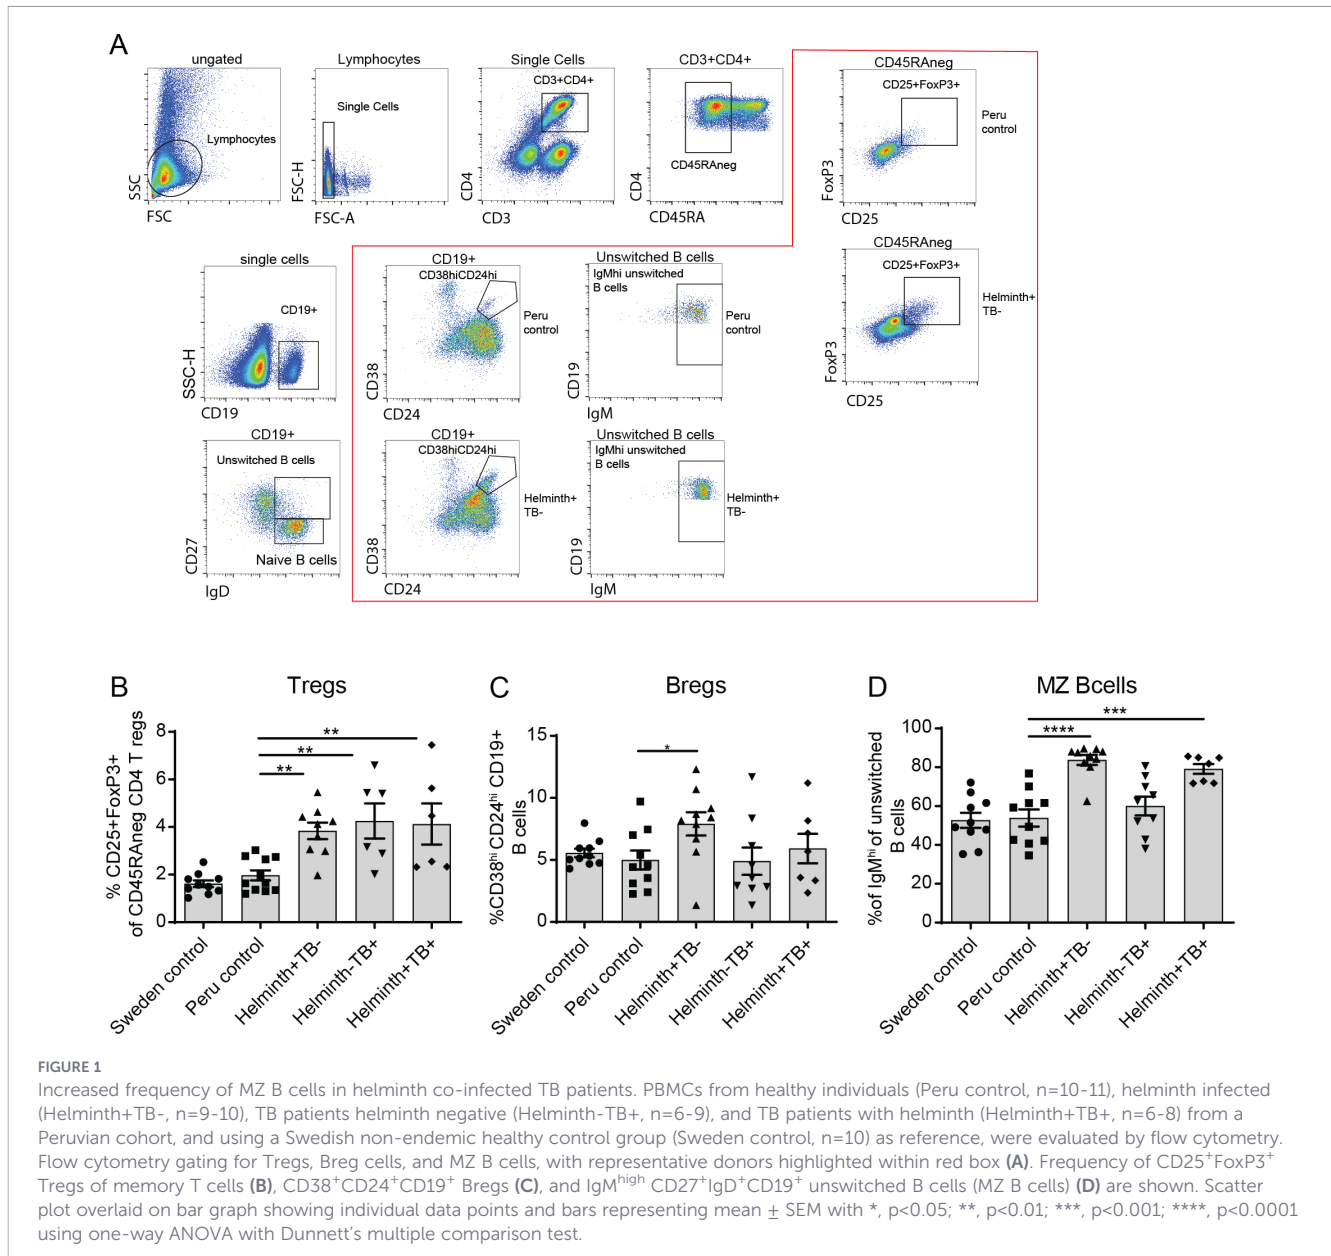 A
ungated
Lymphocytes
SSC
FSC
Lymphocytes
Single Cells
FSC-H
FSC-A
Single Cells
CD3+CD4+
CD4
CD3
CD3+CD4+
CD45RAneg
CD4
CD45RA
CD45RAneg
CD25+FoxP3+
Peru
control
FoxP3
CD25
single cells
CD19+
SSC-H
CD19
CD19+
CD38hiCD24hi
Peru
control
CD38
CD24
Unswitched B cells
IgMhi unswitched
B cells
Peru
control
CD19
IgM
CD45RAneg
CD25+FoxP3+
Helminth+
TB-
FoxP3
CD25
CD19+
Unswitched B cells
Naive B cells
CD27
IgD
CD19+
CD38hiCD24hi
Helminth+
TB-
CD38
CD24
Unswitched B cells
IgMhi unswitched
B cells
Helminth+
TB-
CD19
IgM
B
Tregs
% CD25+FoxP3+
of CD45RAneg CD4 T regs
8
6
4
2
0
**
**
**
Sweden control
Peru control
Helminth+TB-
Helminth-TB+
Helminth+TB+
C
Bregs
%CD38hi CD24hi CD19+
B cells
15
10
5
0
*
Sweden control
Peru control
Helminth+TB-
Helminth-TB+
Helminth+TB+
D
MZ Bcells
%of IgMhi of unswitched
B cells
100
80
60
40
20
0
***
****
Sweden control
Peru control
Helminth+TB-
Helminth-TB+
Helminth+TB+
FIGURE 1
Increased frequency of MZ B cells in helminth co-infected TB patients. PBMCs from healthy individuals (Peru control, n=10-11), helminth infected
(Helminth+TB-, n=9-10), TB patients helminth negative (Helminth-TB+, n=6-9), and TB patients with helminth (Helminth+TB+, n=6-8) from a
Peruvian cohort, and using a Swedish non-endemic healthy control group (Sweden control, n=10) as reference, were evaluated by flow cytometry.
Flow cytometry gating for Tregs, Breg cells, and MZ B cells, with representative donors highlighted within red box (A). Frequency of CD25+FoxP3+
Tregs of memory T cells (B), CD38+CD24+CD19+ Bregs (C), and IgMhigh CD27+IgD+CD19+ unswitched B cells (MZ B cells) (D) are shown. Scatter
plot overlaid on bar graph showing individual data points and bars representing mean ± SEM with *, p<0.05; **, p<0.01; ***, p<0.001; ****, p<0.0001
using one-way ANOVA with Dunnett's multiple comparison test.